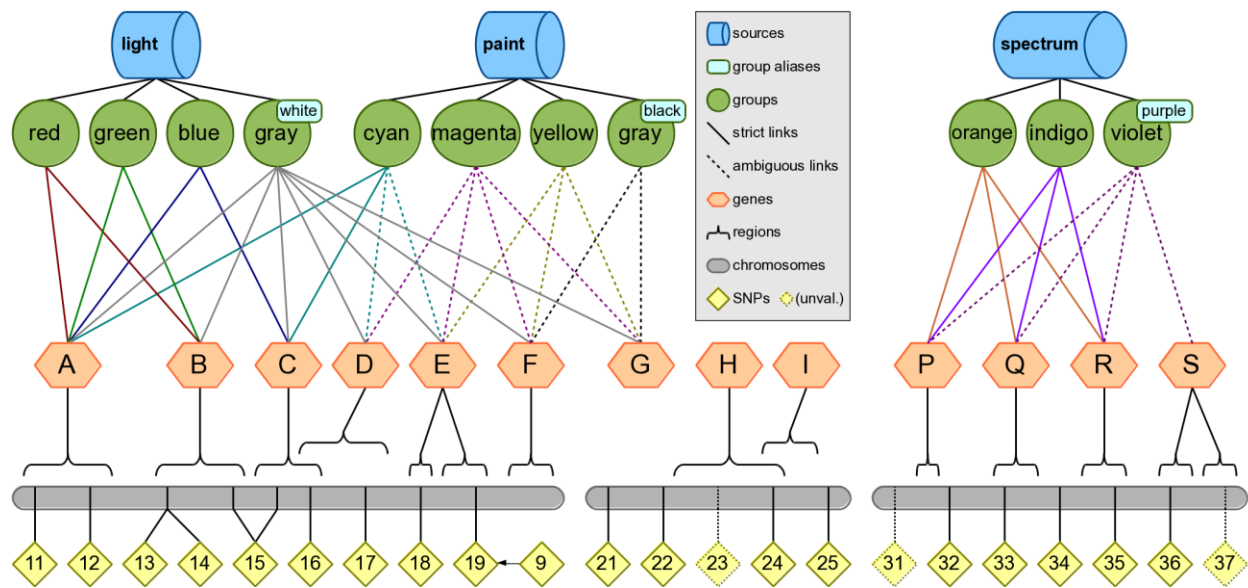 light
paint
spectrum
sources
group aliases
groups
strict links
ambiguous links
genes
regions
chromosomes
SNPs (unval.)
white
black
purple
red green blue gray cyan magenta yellow gray orange indigo violet
A B C D E F G H I P Q R S
11 12 13 14 15 16 17 18 19 9 21 22 23 24 25 31 32 33 34 35 36 37